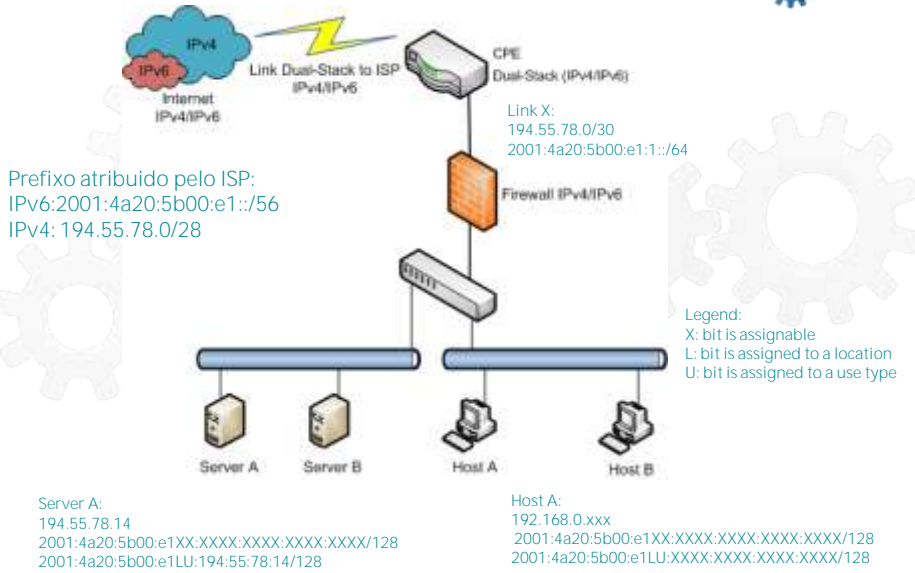 IPv4
IPv6
Internet
IPv4/IPv6
Link Dual-Stack to ISP
IPv4/IPv6
CPE
Dual-Stack (IPv4/IPv6)
Link X:
194.55.78.0/30
2001:4a20:5b00:e1:1::/64
Prefixo atribuido pelo ISP:
IPv6:2001:4a20:5b00:e1::/56
IPv4: 194.55.78.0/28
Firewall IPv4/IPv6
Legend:
X: bit is assignable
L: bit is assigned to a location
U: bit is assigned to a use type
Server A
Server B
Host A
Host B
Server A:
194.55.78.14
2001:4a20:5b00:e1XX:XXXX:XXXX:XXXX:XXXX/128
2001:4a20:5b00:e1LU:194:55:78:14/128
Host A:
192.168.0.xxx
2001:4a20:5b00:e1XX:XXXX:XXXX:XXXX:XXXX/128
2001:4a20:5b00:e1LU:XXXX:XXXX:XXXX:XXXX/128